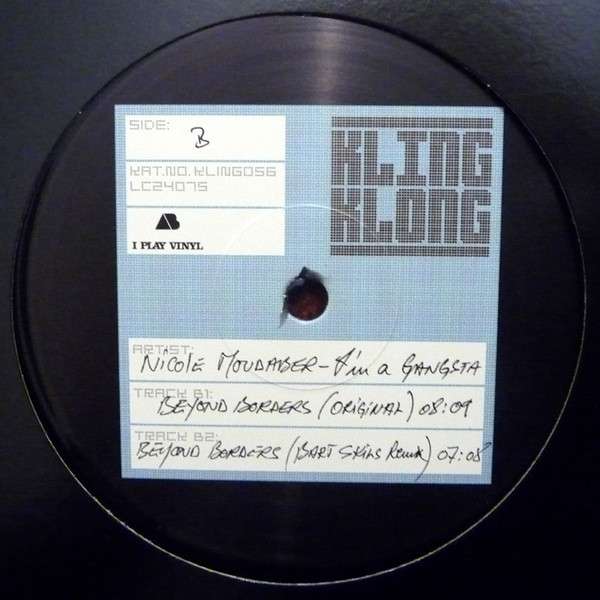 SIDE:
B
KAT.NO. KLING056
LC24075
AB
I PLAY VINYL
KLING
KLONG
ARTIST:
NICOLE MOUDABER - I'm a GANGSTA
TRACK B1:
BEYOND BORDERS (ORIGINAL) 08:09
TRACK B2:
BEYOND BORDERS (BART SKILS Remix) 07:08